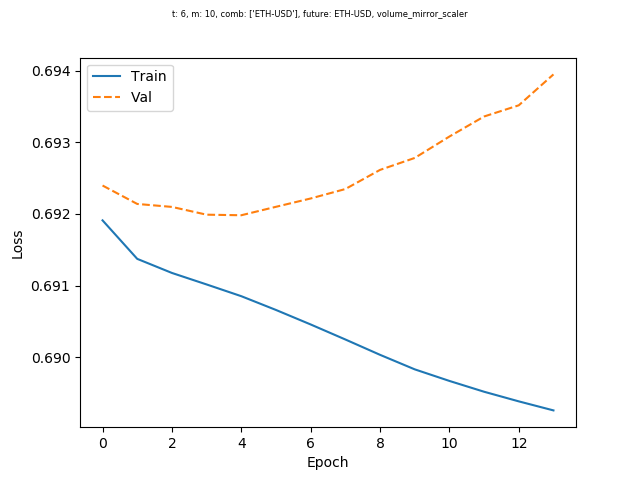 t: 6, m: 10, comb: ['ETH-USD'], future: ETH-USD, volume_mirror_scaler
Train
Val
0.694
0.693
0.692
0.691
0.690
Loss
0 2 4 6 8 10 12
Epoch